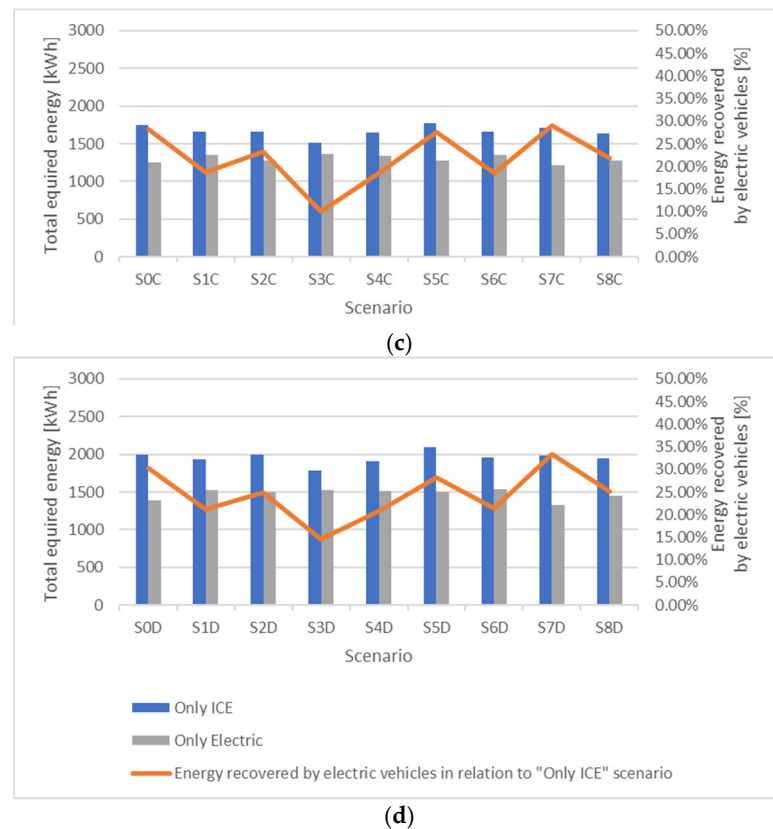 3000
2500
2000
1500
1000
500
0
Total equired energy [kWh]
50.00%
45.00%
40.00%
35.00%
30.00%
25.00%
20.00%
15.00%
10.00%
5.00%
0.00%
Energy recovered
by electric vehicles [%]
S0C S1C S2C S3C S4C S5C S6C S7C S8C
Scenario
(c)
3000
2500
2000
1500
1000
500
0
Total equired energy [kWh]
50.00%
45.00%
40.00%
35.00%
30.00%
25.00%
20.00%
15.00%
10.00%
5.00%
0.00%
Energy recovered
by electric vehicles [%]
S0D S1D S2D S3D S4D S5D S6D S7D S8D
Scenario
Only ICE
Only Electric
Energy recovered by electric vehicles in relation to "Only ICE" scenario
(d)